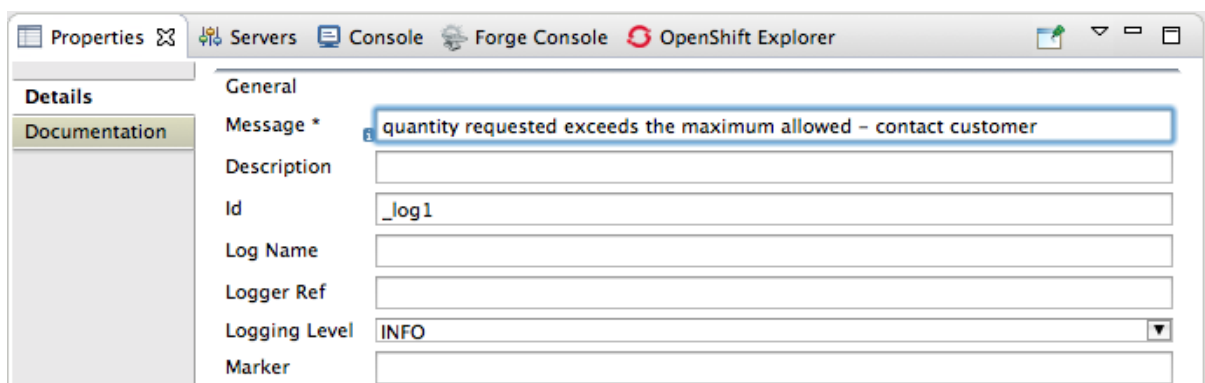 Properties Servers Console Forge Console OpenShift Explorer
Details
Documentation
General
Message * quantity requested exceeds the maximum allowed – contact customer
Description
Id _log1
Log Name
Logger Ref
Logging Level INFO
Marker